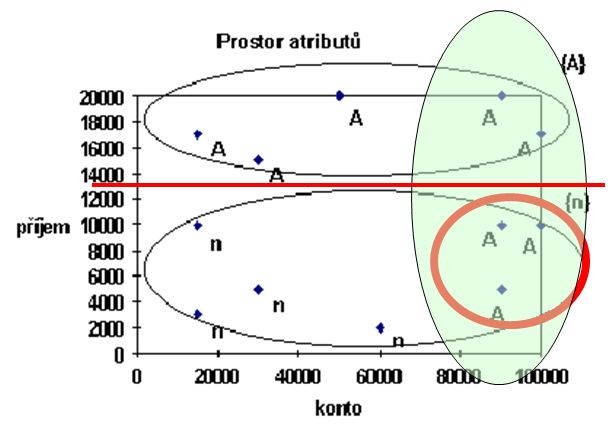 Prostor atributů
{A}
20000
18000
16000
14000
12000
10000
8000
6000
4000
2000
0
A A
A A
A
{n}
příjem
n A A
A A
n n
0 20000 40000 60000 80000 100000
konto